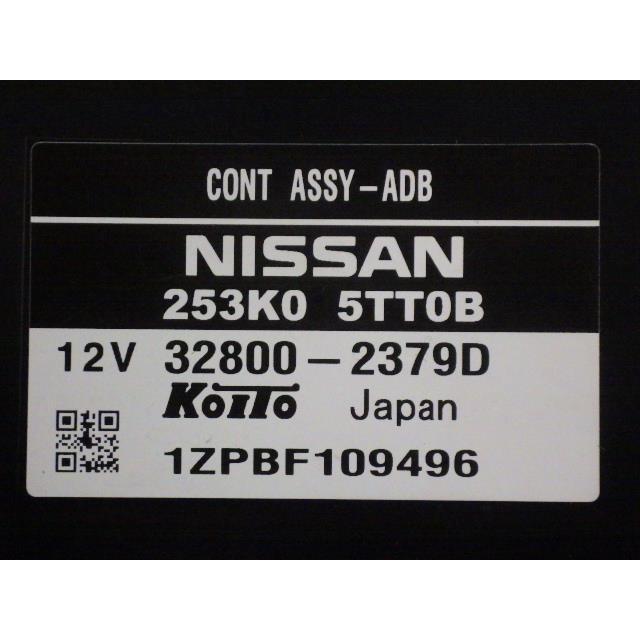 CONT ASSY-ADB
NISSAN
253K0 5TT0B
12V 32800-2379D
KOITO Japan
1ZPBF109496